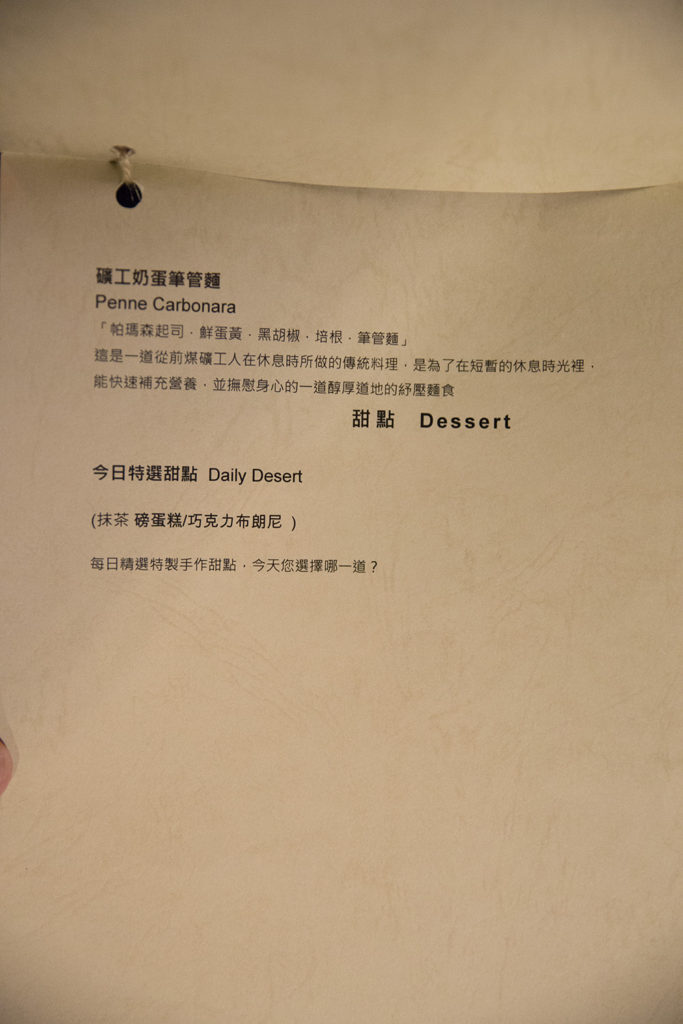 礦工奶蛋筆管麵
Penne Carbonara
「帕瑪森起司．鮮蛋黃．黑胡椒．培根．筆管麵」
這是一道從前煤礦工人在休息時所做的傳統料理，是為了在短暫的休息時光裡，
能快速補充營養，並撫慰身心的一道醇厚道地的紓壓麵食
甜點 Dessert
今日特選甜點 Daily Desert
(抹茶 磅蛋糕/巧克力布朗尼 )
每日精選特製手作甜點，今天您選擇哪一道？